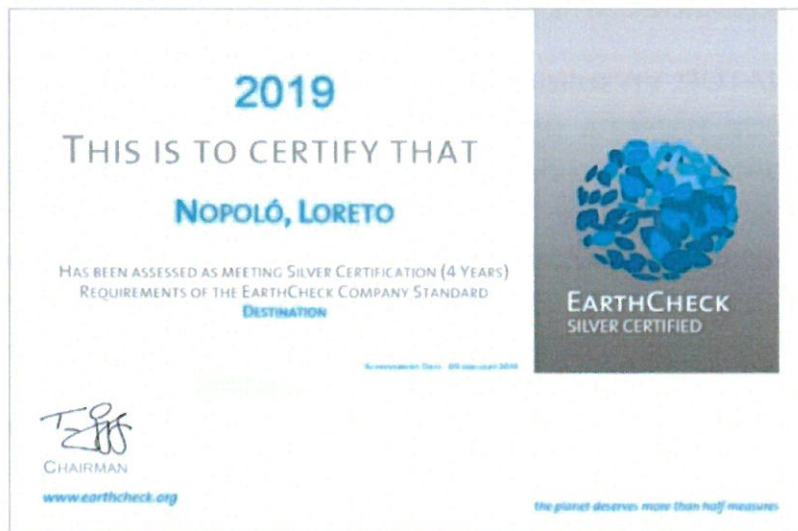 2019
THIS IS TO CERTIFY THAT
NOPOLÓ, LORETO
HAS BEEN ASSESSED AS MEETING SILVER CERTIFICATION (4 YEARS)
REQUIREMENTS OF THE EARTHCHECK COMPANY STANDARD
DESTINATION
EARTHCHECK
SILVER CERTIFIED
CHAIRMAN
www.earthcheck.org
the planet deserves more than half measures